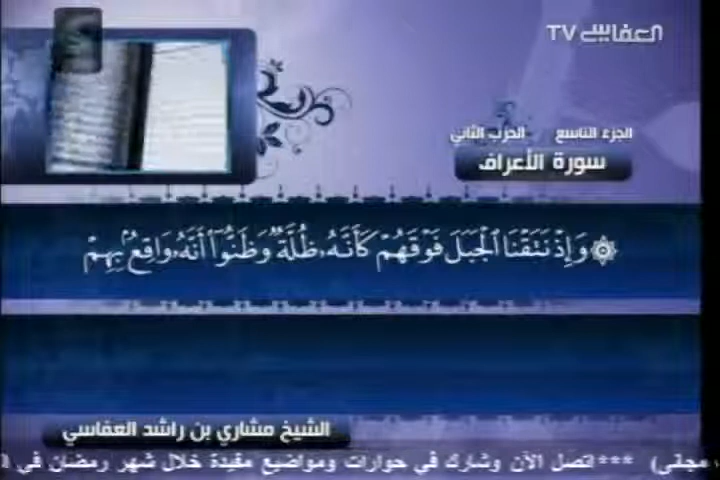 العفاسي TV
الجزء التاسع الحزب الثاني
سورة الأعراف
۞ وَإِذْ نَتَقْنَا الْجَبَلَ فَوْقَهُمْ كَأَنَّهُ ظُلَّةٌ وَظَنُّوا أَنَّهُ وَاقِعٌ بِهِمْ
الشيخ مشاري بن راشد العفاسي
مجلى) ***اتصل الآن وشارك في حوارات ومواضيع مفيدة خلال شهر رمضان في